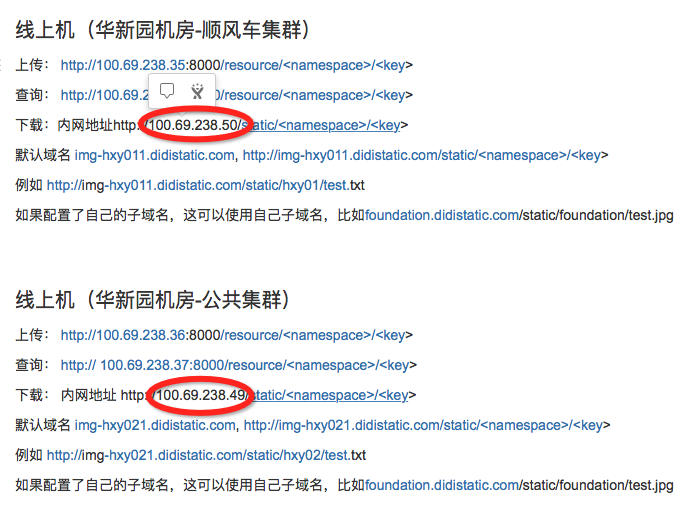 线上机（华新园机房-顺风车集群）
上传： http://100.69.238.35:8000/resource/<namespace>/<key>
查询： http://100.69.2 /resource/<namespace>/<key>
下载：内网地址http://100.69.238.50/static/<namespace>/<key>
默认域名 img-hxy011.didistatic.com, http://img-hxy011.didistatic.com/static/<namespace>/<key>
例如 http://img-hxy011.didistatic.com/static/hxy01/test.txt
如果配置了自己的子域名，这可以使用自己子域名，比如foundation.didistatic.com/static/foundation/test.jpg
线上机（华新园机房-公共集群）
上传： http://100.69.238.36:8000/resource/<namespace>/<key>
查询： http:// 100.69.238.37:8000/resource/<namespace>/<key>
下载： 内网地址 http://100.69.238.49/static/<namespace>/<key>
默认域名 img-hxy021.didistatic.com, http://img-hxy021.didistatic.com/static/<namespace>/<key>
例如 http://img-hxy021.didistatic.com/static/hxy02/test.txt
如果配置了自己的子域名，这可以使用自己子域名，比如foundation.didistatic.com/static/foundation/test.jpg